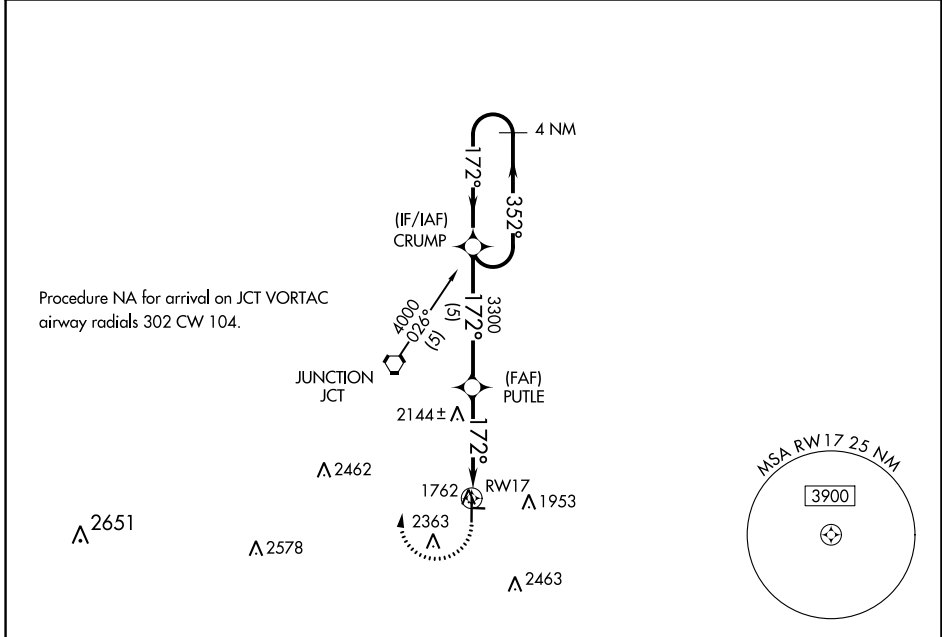 4 NM
172°
352°
(IF/IAF)
CRUMP
Procedure NA for arrival on JCT VORTAC
airway radials 302 CW 104.
4000
026°
(5)
3300
172°
(5)
JUNCTION
JCT
(FAF)
PUTLE
2144±
172°
2462
1762
RW17
1953
2363
2651
2578
2463
MSA RW17 25 NM
3900